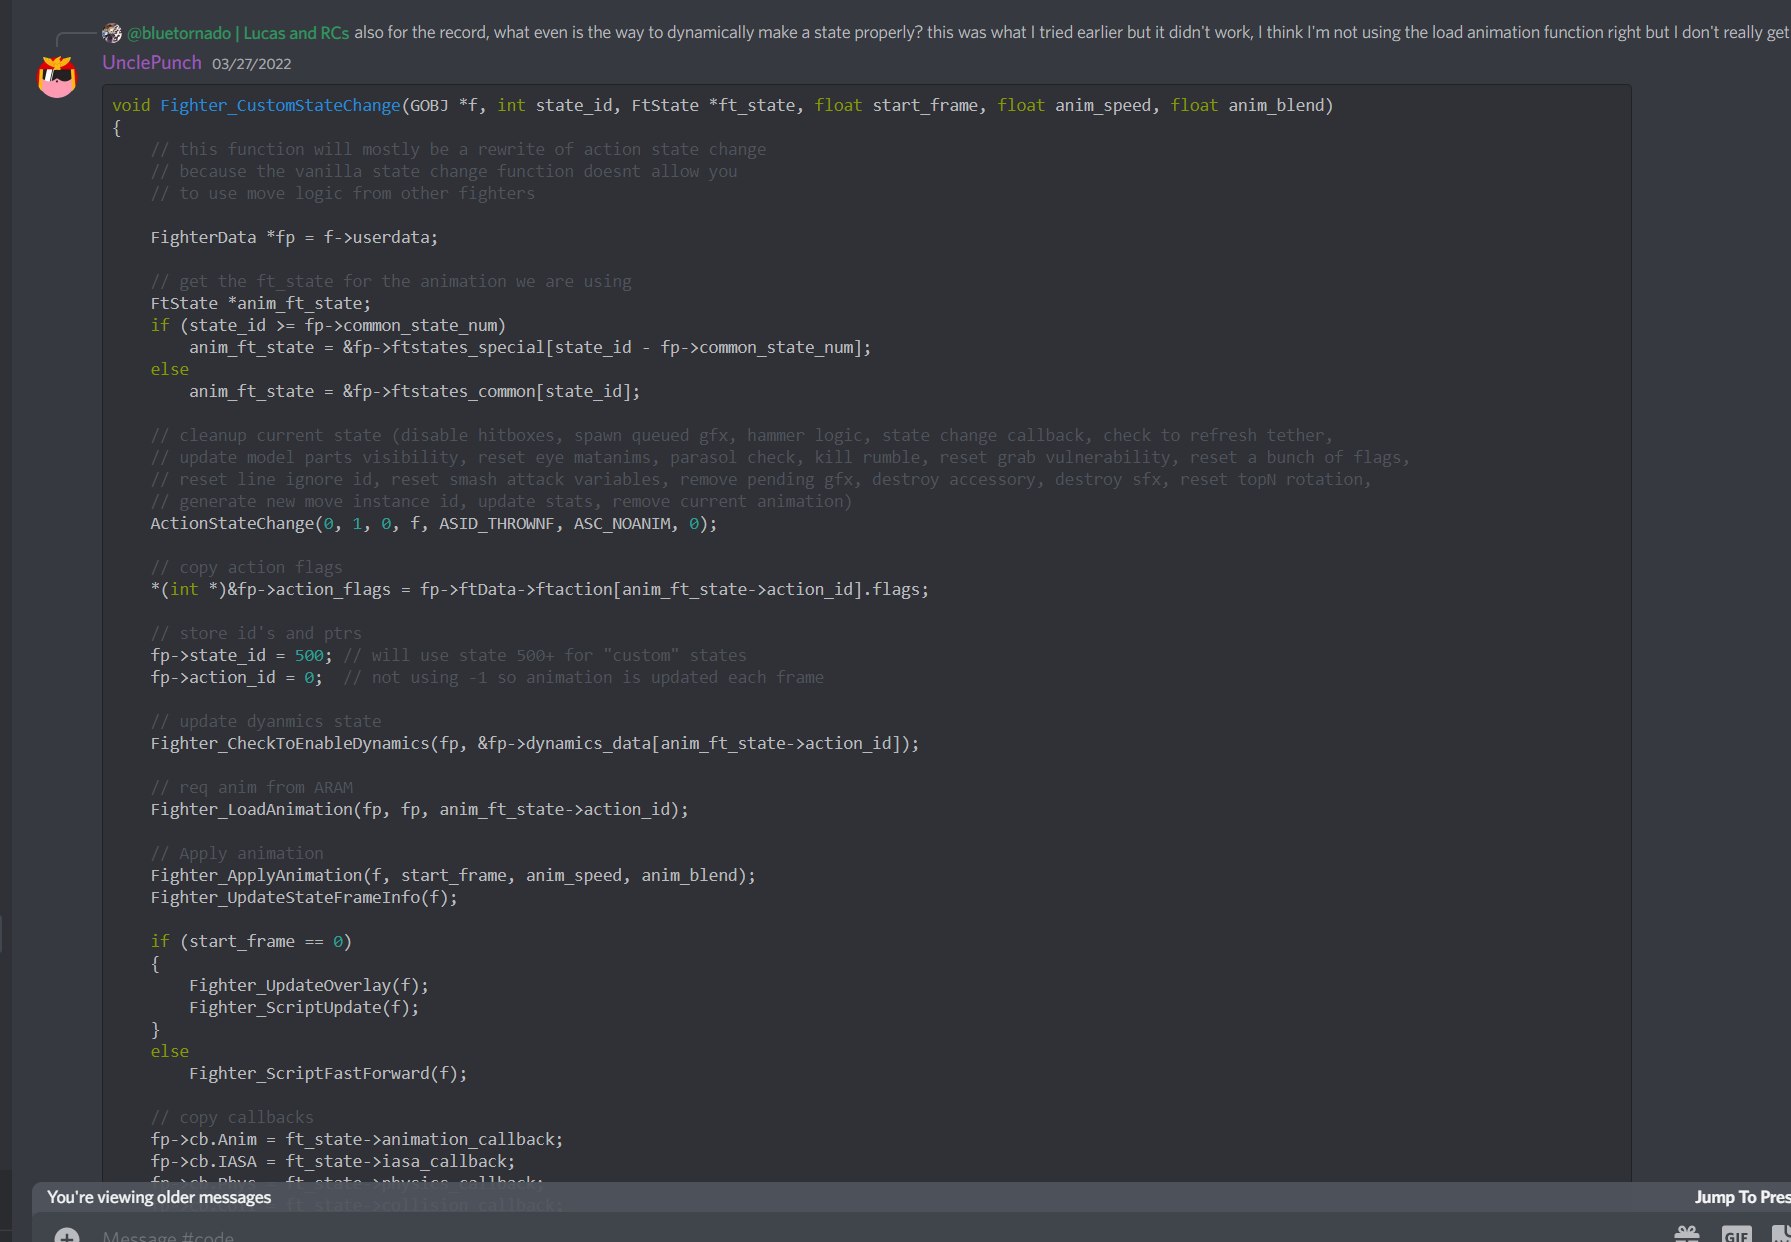 @bluetornado | Lucas and RCs also for the record, what even is the way to dynamically make a state properly? this was what I tried earlier but it didn't work, I think I'm not using the load animation function right but I don't really get
UnclePunch 03/27/2022
void Fighter_CustomStateChange(GOBJ *f, int state_id, FtState *ft_state, float start_frame, float anim_speed, float anim_blend)
{
// this function will mostly be a rewrite of action state change
// because the vanilla state change function doesnt allow you
// to use move logic from other fighters
FighterData *fp = f->userdata;
// get the ft_state for the animation we are using
FtState *anim_ft_state;
if (state_id >= fp->common_state_num)
anim_ft_state = &fp->ftstates_special[state_id - fp->common_state_num];
else
anim_ft_state = &fp->ftstates_common[state_id];
// cleanup current state (disable hitboxes, spawn queued gfx, hammer logic, state change callback, check to refresh tether,
// update model parts visibility, reset eye matanims, parasol check, kill rumble, reset grab vulnerability, reset a bunch of flags,
// reset line ignore id, reset smash attack variables, remove pending gfx, destroy accessory, destroy sfx, reset topN rotation,
// generate new move instance id, update stats, remove current animation)
ActionStateChange(0, 1, 0, f, ASID_THROWNF, ASC_NOANIM, 0);
// copy action flags
*(int *)&fp->action_flags = fp->ftData->ftaction[anim_ft_state->action_id].flags;
// store id's and ptrs
fp->state_id = 500; // will use state 500+ for "custom" states
fp->action_id = 0;  // not using -1 so animation is updated each frame
// update dyanmics state
Fighter_CheckToEnableDynamics(fp, &fp->dynamics_data[anim_ft_state->action_id]);
// req anim from ARAM
Fighter_LoadAnimation(fp, fp, anim_ft_state->action_id);
// Apply animation
Fighter_ApplyAnimation(f, start_frame, anim_speed, anim_blend);
Fighter_UpdateStateFrameInfo(f);
if (start_frame == 0)
{
Fighter_UpdateOverlay(f);
Fighter_ScriptUpdate(f);
}
else
Fighter_ScriptFastForward(f);
// copy callbacks
fp->cb.Anim = ft_state->animation_callback;
fp->cb.IASA = ft_state->iasa_callback;
fp->cb.Phys = ft_state->physics_callback;
ft_state->collision_callback;
You're viewing older messages
Jump To Pres
Message #code
GIF